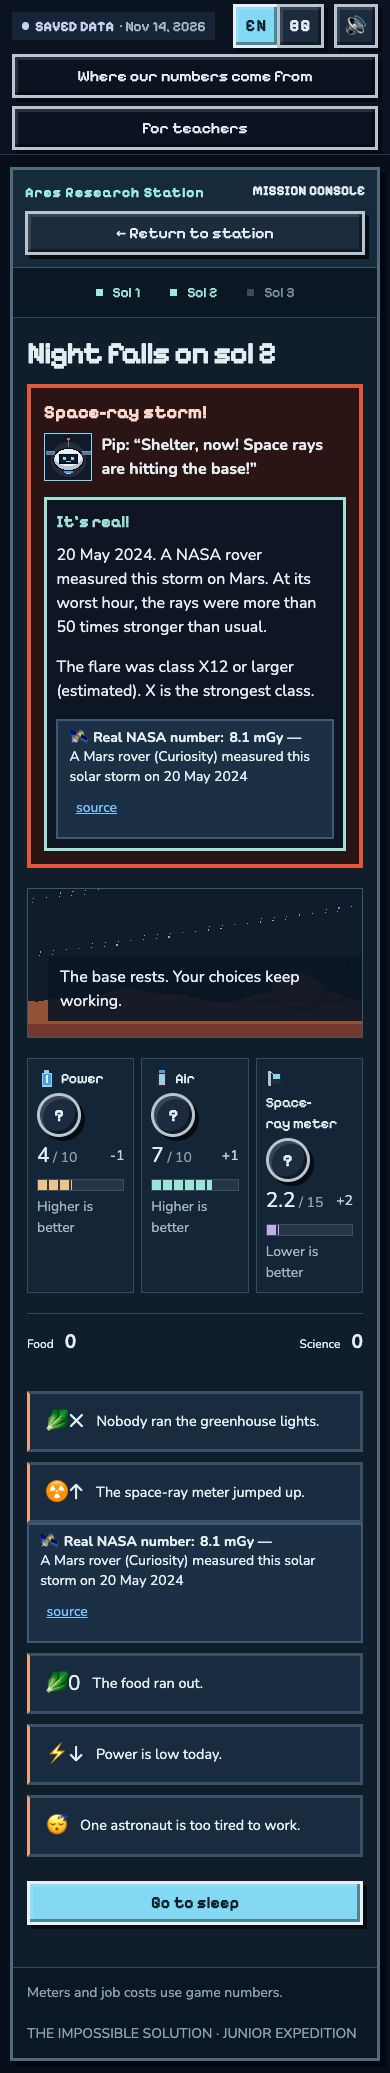 SAVED DATA · Nov 14, 2026
EN
Where our numbers come from
For teachers
Ares Research Station
MISSION CONSOLE
← Return to station
Sol 1
Sol 2
Sol 3
Night falls on sol 2
Space-ray storm!
Pip: “Shelter, now! Space rays
are hitting the base!”
It's real!
20 May 2024. A NASA rover
measured this storm on Mars. At its
worst hour, the rays were more than
50 times stronger than usual.
The flare was class X12 or larger
(estimated). X is the strongest class.
Real NASA number: 8.1 mGy —
A Mars rover (Curiosity) measured this
solar storm on 20 May 2024
source
The base rests. Your choices keep
working.
Power
?
4 / 10 -1
Higher is
better
Air
?
7 / 10 +1
Higher is
better
Space-
ray meter
?
2.2 / 15 +2
Lower is
better
Food 0
Science 0
× Nobody ran the greenhouse lights.
↑ The space-ray meter jumped up.
Real NASA number: 8.1 mGy —
A Mars rover (Curiosity) measured this solar
storm on 20 May 2024
source
0 The food ran out.
↓ Power is low today.
One astronaut is too tired to work.
Go to sleep
Meters and job costs use game numbers.
THE IMPOSSIBLE SOLUTION · JUNIOR EXPEDITION